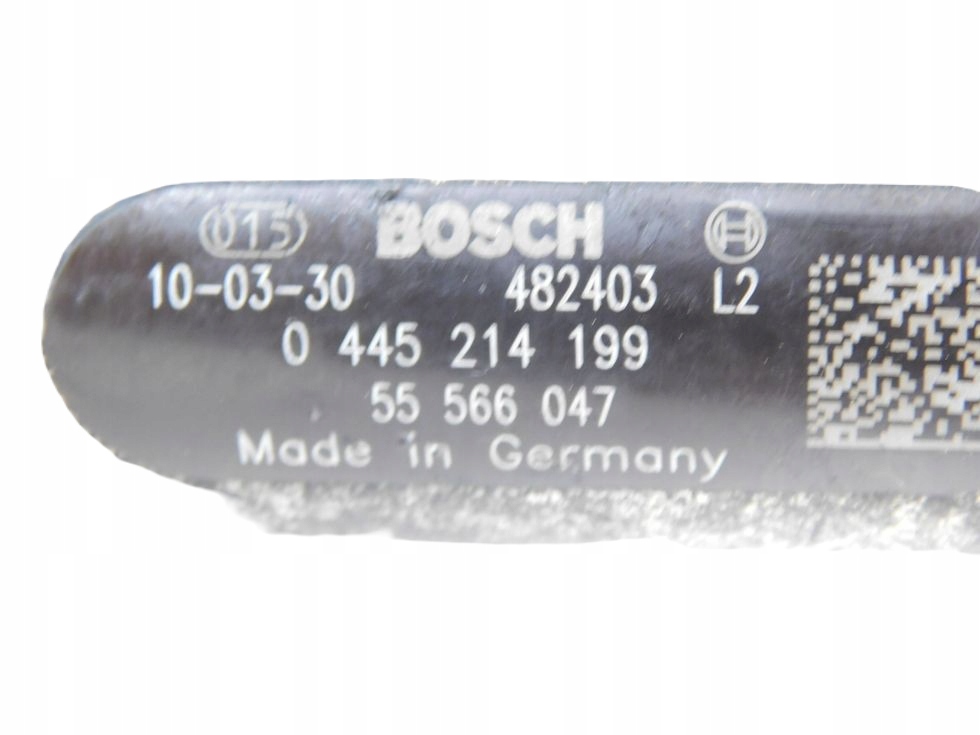 015 BOSCH
10-03-30 482403 L2
0 445 214 199
55 566 047
Made in Germany